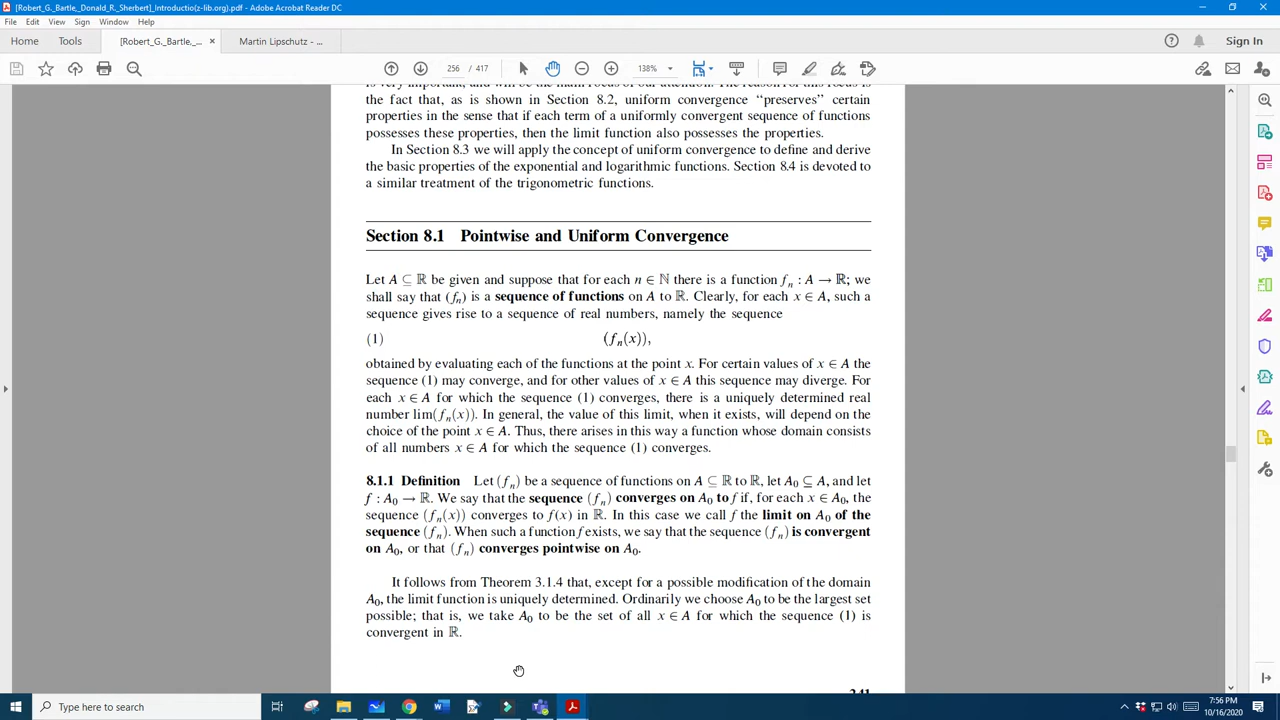 [Robert_G._Bartle_Donald_R._Sherbert]_Introductio(z-lib.org).pdf - Adobe Acrobat Reader DC
File Edit View Sign Window Help
Home Tools [Robert_G._Bartle,_... × Martin Lipschutz - ... Sign In
256 / 417 138%
the fact that, as is shown in Section 8.2, uniform convergence “preserves” certain
properties in the sense that if each term of a uniformly convergent sequence of functions
possesses these properties, then the limit function also possesses the properties.
In Section 8.3 we will apply the concept of uniform convergence to define and derive
the basic properties of the exponential and logarithmic functions. Section 8.4 is devoted to
a similar treatment of the trigonometric functions.
Section 8.1 Pointwise and Uniform Convergence
Let A ⊆ ℝ be given and suppose that for each n ∈ ℕ there is a function fₙ : A → ℝ; we
shall say that (fₙ) is a sequence of functions on A to ℝ. Clearly, for each x ∈ A, such a
sequence gives rise to a sequence of real numbers, namely the sequence
(1) (fₙ(x)),
obtained by evaluating each of the functions at the point x. For certain values of x ∈ A the
sequence (1) may converge, and for other values of x ∈ A this sequence may diverge. For
each x ∈ A for which the sequence (1) converges, there is a uniquely determined real
number lim(fₙ(x)). In general, the value of this limit, when it exists, will depend on the
choice of the point x ∈ A. Thus, there arises in this way a function whose domain consists
of all numbers x ∈ A for which the sequence (1) converges.
8.1.1 Definition Let (fₙ) be a sequence of functions on A ⊆ ℝ to ℝ, let A₀ ⊆ A, and let
f : A₀ → ℝ. We say that the sequence (fₙ) converges on A₀ to f if, for each x ∈ A₀, the
sequence (fₙ(x)) converges to f(x) in ℝ. In this case we call f the limit on A₀ of the
sequence (fₙ). When such a function f exists, we say that the sequence (fₙ) is convergent
on A₀, or that (fₙ) converges pointwise on A₀.
It follows from Theorem 3.1.4 that, except for a possible modification of the domain
A₀, the limit function is uniquely determined. Ordinarily we choose A₀ to be the largest set
possible; that is, we take A₀ to be the set of all x ∈ A for which the sequence (1) is
convergent in ℝ.
Type here to search
7:56 PM
10/16/2020